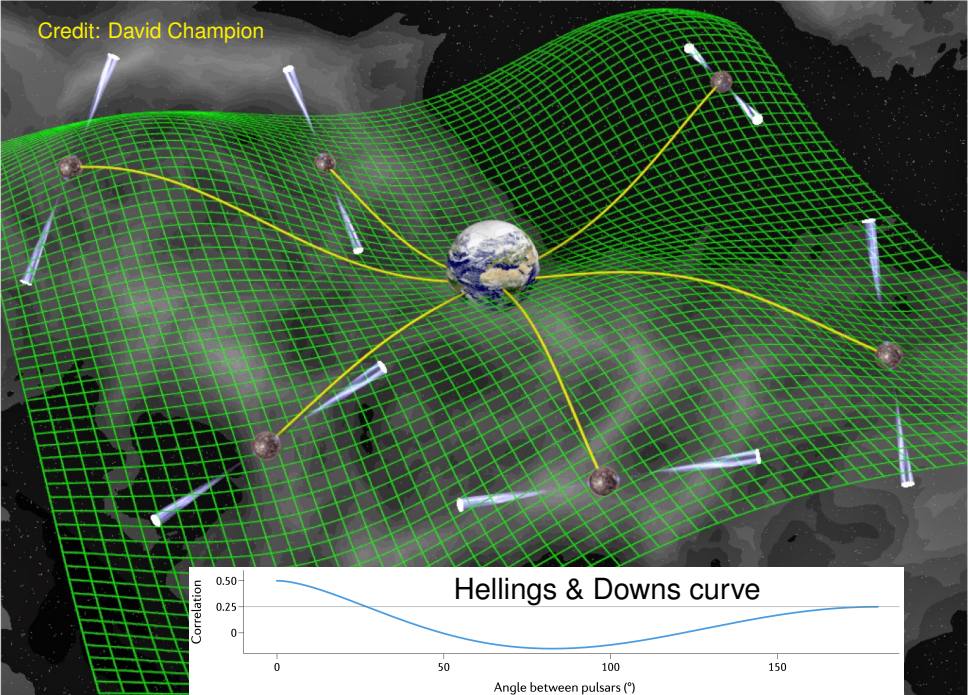 Credit: David Champion
Hellings & Downs curve
Correlation
0.50
0.25
0
0
50
100
150
Angle between pulsars (°)